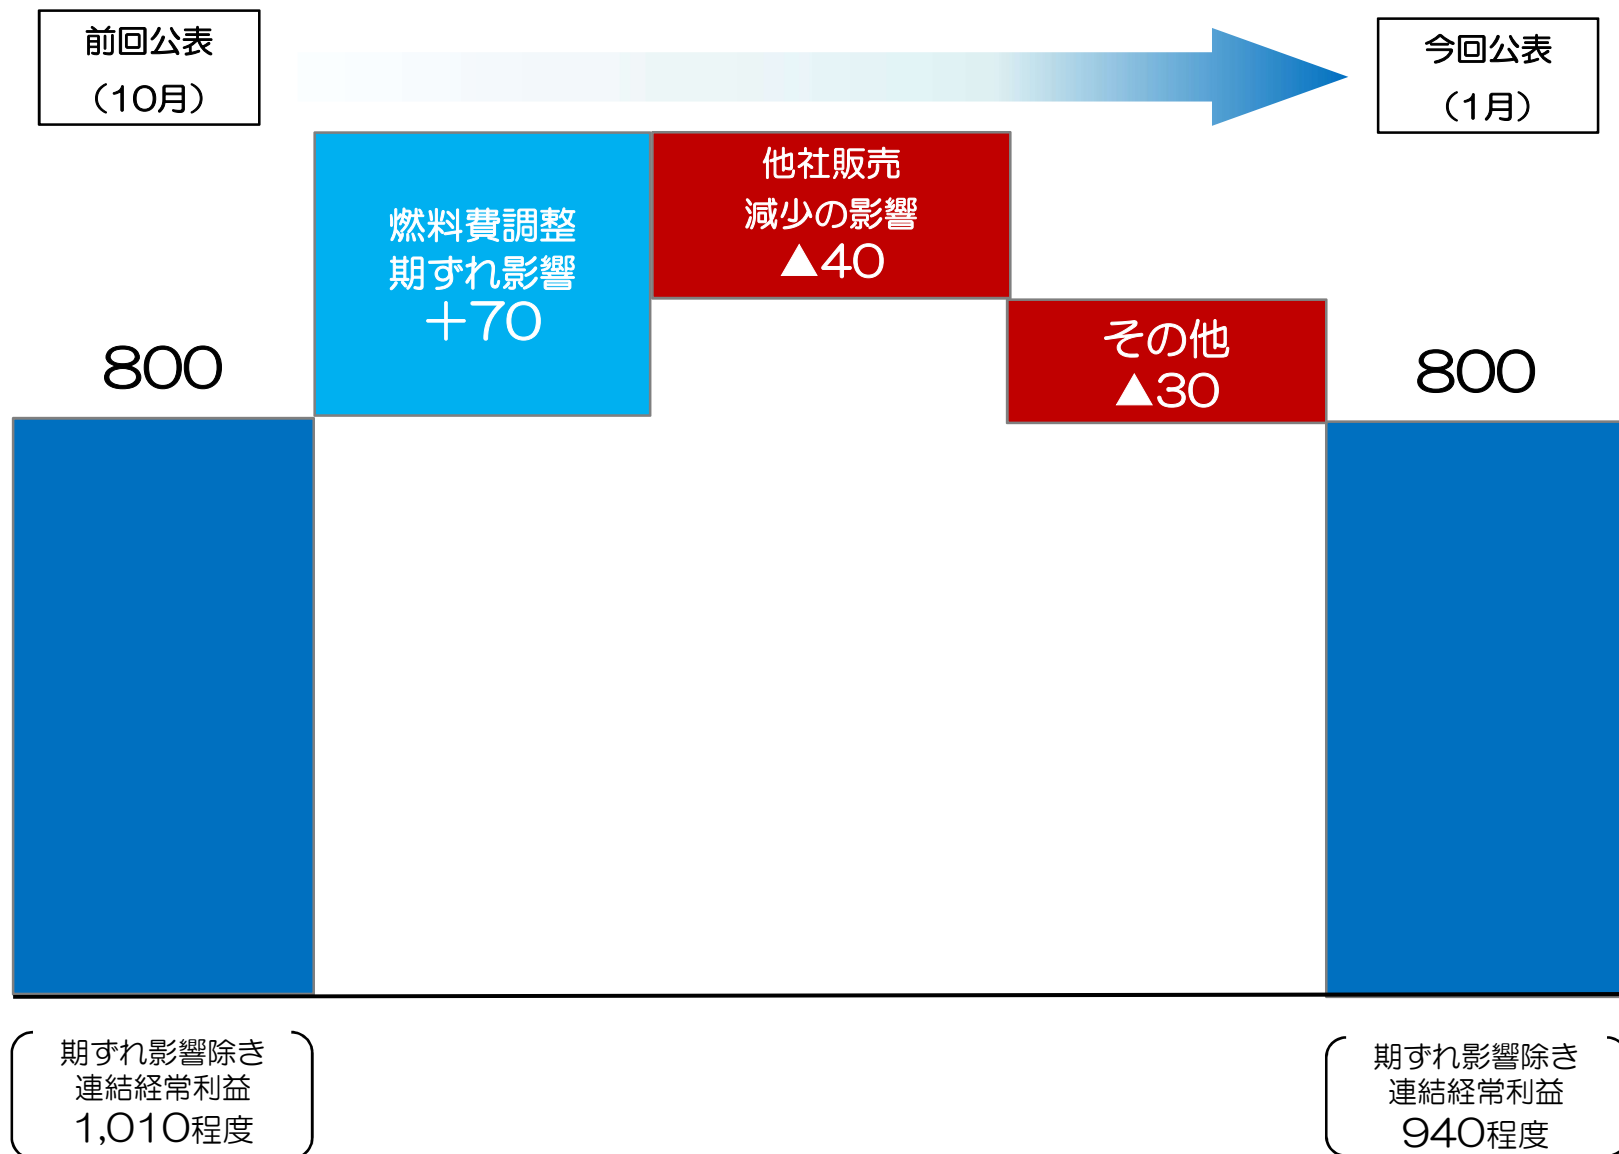 前回公表
（10月）
今回公表
（1月）
燃料費調整
期ずれ影響
＋70
他社販売
減少の影響
▲40
その他
▲30
800
800
期ずれ影響除き
連結経常利益
1,010程度
期ずれ影響除き
連結経常利益
940程度